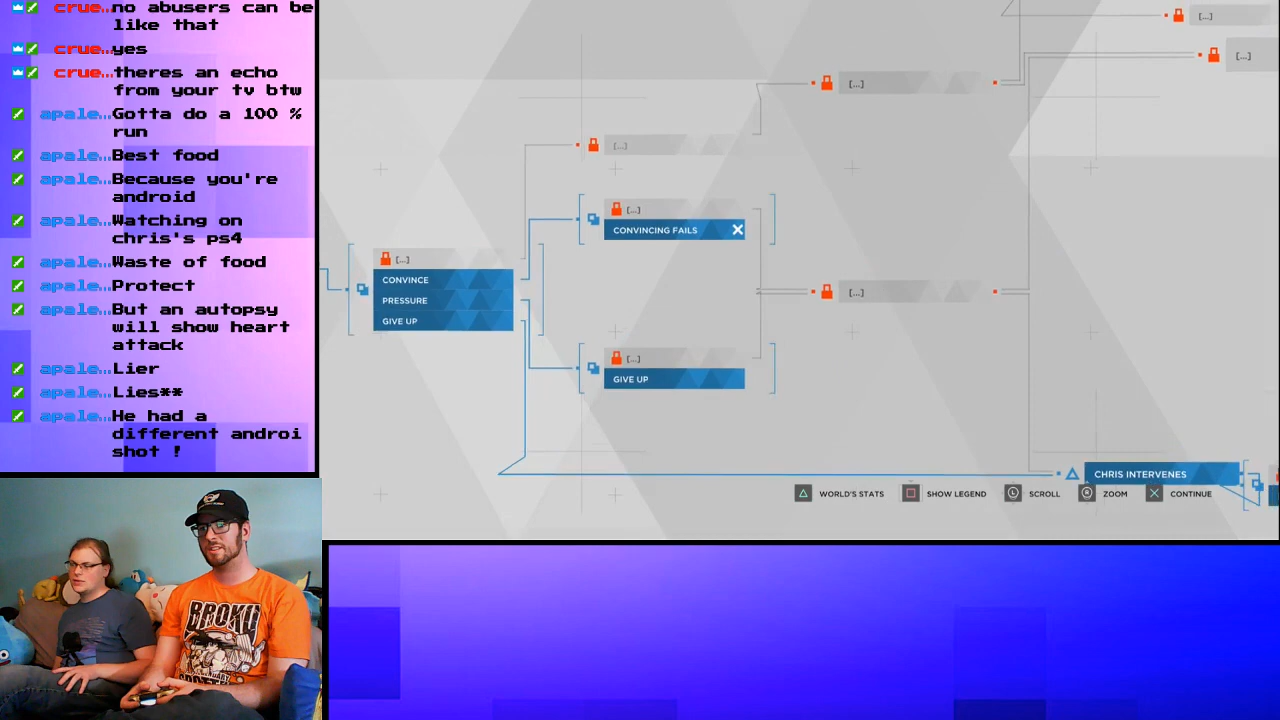 crue...no abusers can be
like that
crue...yes
crue...theres an echo
from your tv btw
apale...Gotta do a 100 %
run
apale...Best food
apale...Because you're
android
apale...Watching on
chris's ps4
apale...Waste of food
apale...Protect
apale...But an autopsy
will show heart
attack
apale...Lier
apale...Lies**
apale...He had a
different androi
shot !
[...]
[...]
[...]
[...]
[...]
CONVINCING FAILS
[...]
CONVINCE
PRESSURE
GIVE UP
[...]
[...]
GIVE UP
CHRIS INTERVENES
WORLD'S STATS
SHOW LEGEND
L SCROLL
R ZOOM
CONTINUE
BROKU